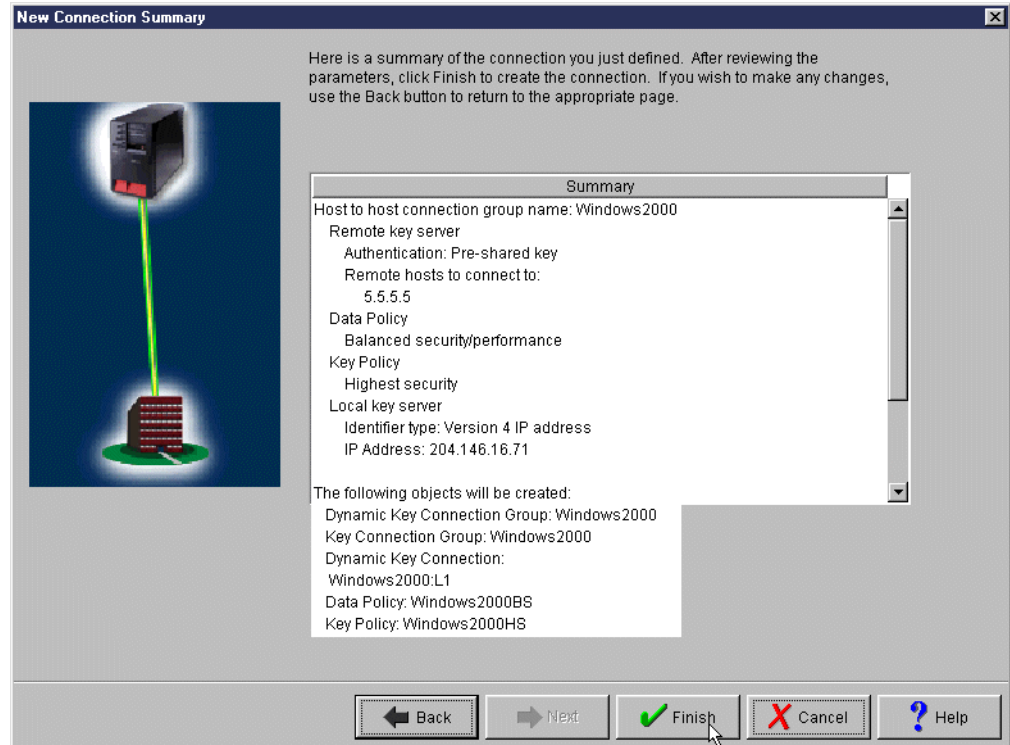 New Connection Summary
Here is a summary of the connection you just defined. After reviewing the
parameters, click Finish to create the connection. If you wish to make any changes,
use the Back button to return to the appropriate page.
Summary
Host to host connection group name: Windows2000
Remote key server
Authentication: Pre-shared key
Remote hosts to connect to:
5.5.5.5
Data Policy
Balanced security/performance
Key Policy
Highest security
Local key server
Identifier type: Version 4 IP address
IP Address: 204.146.16.71
The following objects will be created:
Dynamic Key Connection Group: Windows2000
Key Connection Group: Windows2000
Dynamic Key Connection:
Windows2000:L1
Data Policy: Windows2000BS
Key Policy: Windows2000HS
Back
Next
Finish
Cancel
Help